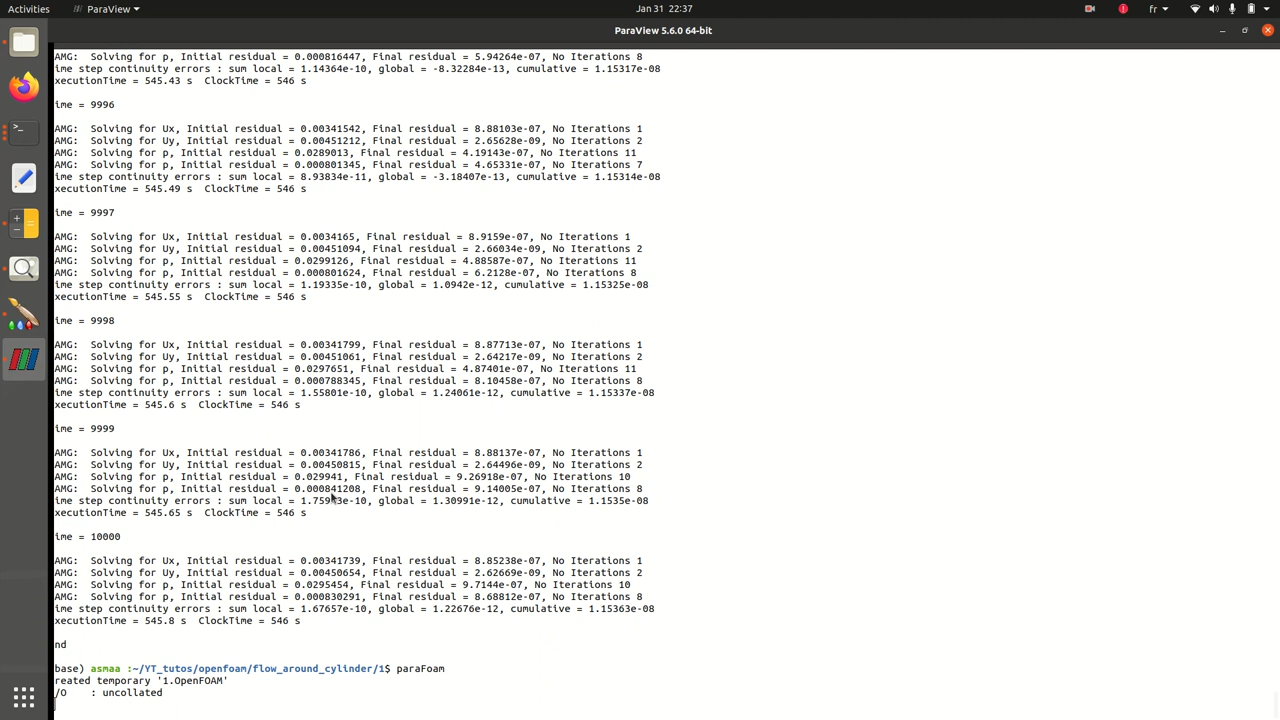 Activities
ParaView
Jan 31 22:37
fr
ParaView 5.6.0 64-bit
AMG: Solving for p, Initial residual = 0.000816447, Final residual = 5.94264e-07, No Iterations 8
ime step continuity errors : sum local = 1.14364e-10, global = -8.32284e-13, cumulative = 1.15317e-08
xecutionTime = 545.43 s ClockTime = 546 s
ime = 9996
AMG: Solving for Ux, Initial residual = 0.00341542, Final residual = 8.88103e-07, No Iterations 1
AMG: Solving for Uy, Initial residual = 0.00451212, Final residual = 2.65628e-09, No Iterations 2
AMG: Solving for p, Initial residual = 0.0289013, Final residual = 4.19143e-07, No Iterations 11
AMG: Solving for p, Initial residual = 0.000801345, Final residual = 4.65331e-07, No Iterations 7
ime step continuity errors : sum local = 8.93834e-11, global = -3.18407e-13, cumulative = 1.15314e-08
xecutionTime = 545.49 s ClockTime = 546 s
ime = 9997
AMG: Solving for Ux, Initial residual = 0.0034165, Final residual = 8.9159e-07, No Iterations 1
AMG: Solving for Uy, Initial residual = 0.00451094, Final residual = 2.66034e-09, No Iterations 2
AMG: Solving for p, Initial residual = 0.0299126, Final residual = 4.88587e-07, No Iterations 11
AMG: Solving for p, Initial residual = 0.000801624, Final residual = 6.2128e-07, No Iterations 8
ime step continuity errors : sum local = 1.19335e-10, global = 1.0942e-12, cumulative = 1.15325e-08
xecutionTime = 545.55 s ClockTime = 546 s
ime = 9998
AMG: Solving for Ux, Initial residual = 0.00341799, Final residual = 8.87713e-07, No Iterations 1
AMG: Solving for Uy, Initial residual = 0.00451061, Final residual = 2.64217e-09, No Iterations 2
AMG: Solving for p, Initial residual = 0.0297651, Final residual = 4.87401e-07, No Iterations 11
AMG: Solving for p, Initial residual = 0.000788345, Final residual = 8.10458e-07, No Iterations 8
ime step continuity errors : sum local = 1.55801e-10, global = 1.24061e-12, cumulative = 1.15337e-08
xecutionTime = 545.6 s ClockTime = 546 s
ime = 9999
AMG: Solving for Ux, Initial residual = 0.00341786, Final residual = 8.88137e-07, No Iterations 1
AMG: Solving for Uy, Initial residual = 0.00450815, Final residual = 2.64496e-09, No Iterations 2
AMG: Solving for p, Initial residual = 0.029941, Final residual = 9.26918e-07, No Iterations 10
AMG: Solving for p, Initial residual = 0.000841208, Final residual = 9.14005e-07, No Iterations 8
ime step continuity errors : sum local = global = 1.30991e-12, cumulative = 1.1535e-08
xecutionTime = 545.65 s ClockTime = 546 s
ime = 10000
AMG: Solving for Ux, Initial residual = 0.00341739, Final residual = 8.85238e-07, No Iterations 1
AMG: Solving for Uy, Initial residual = 0.00450654, Final residual = 2.62669e-09, No Iterations 2
AMG: Solving for p, Initial residual = 0.0295454, Final residual = 9.7144e-07, No Iterations 10
AMG: Solving for p, Initial residual = 0.000830291, Final residual = 8.68812e-07, No Iterations 8
ime step continuity errors : sum local = 1.67657e-10, global = 1.22676e-12, cumulative = 1.15363e-08
xecutionTime = 545.8 s ClockTime = 546 s
nd
base) asmaa :~/YT_tutos/openfoam/flow_around_cylinder/1$ paraFoam
reated temporary '1.OpenFOAM'
/O : uncollated